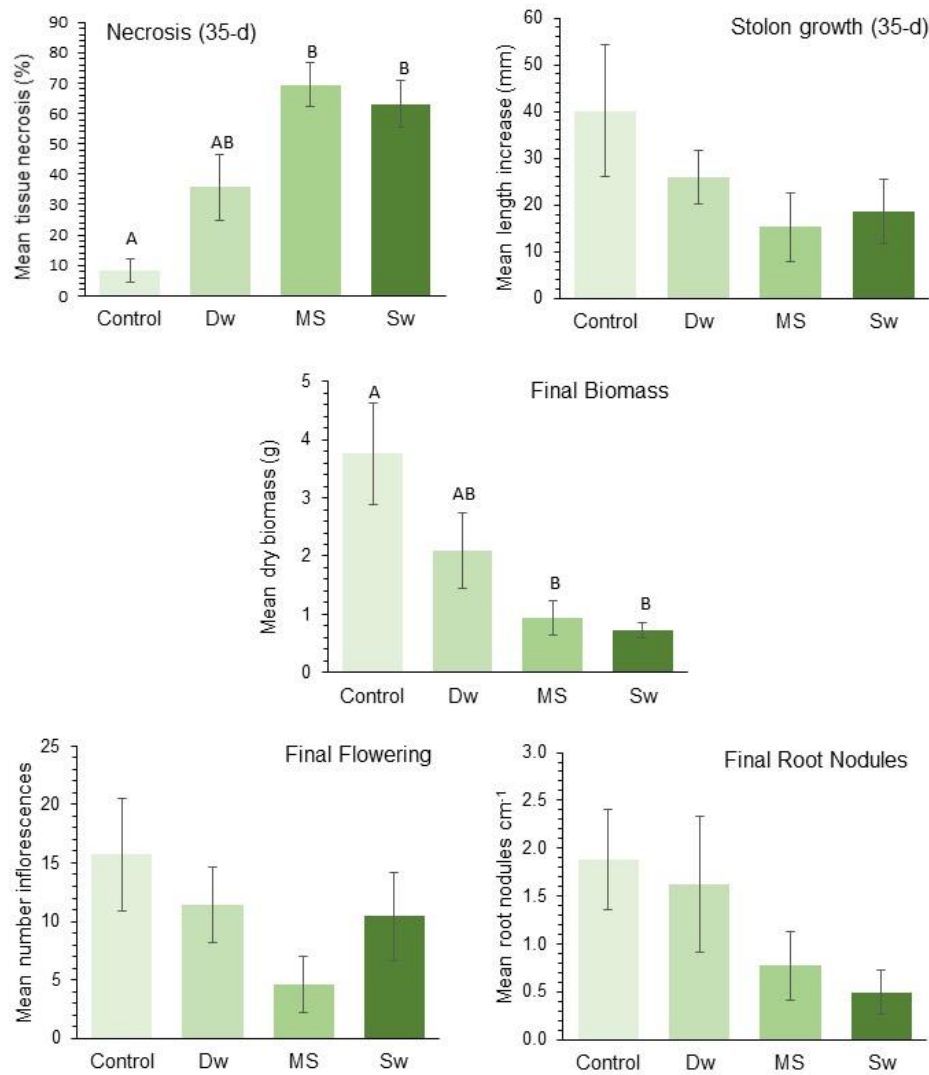 Necrosis (35-d)
Mean tissue necrosis (%)
90
80
70
60
50
40
30
20
10
0
A
AB
B
B
Control Dw MS Sw
Stolon growth (35-d)
Mean length increase (mm)
60
50
40
30
20
10
0
Control Dw MS Sw
Final Biomass
Mean dry biomass (g)
5
4
3
2
1
0
A
AB
B
B
Control Dw MS Sw
Final Flowering
Mean number inflorescences
25
20
15
10
5
0
Control Dw MS Sw
Final Root Nodules
Mean root nodules cm⁻¹
3.0
2.5
2.0
1.5
1.0
0.5
0.0
Control Dw MS Sw